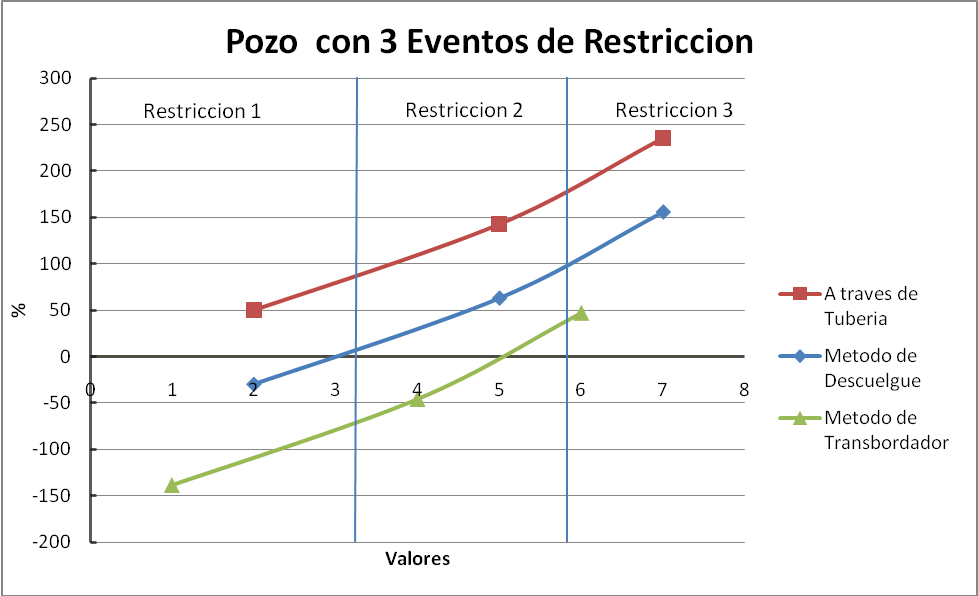 Pozo  con 3 Eventos de Restriccion
300
250
200
150
100
50
0
-50
-100
-150
-200
%
Restriccion 1
Restriccion 2
Restriccion 3
0 1 2 3 4 5 6 7 8
Valores
A traves de
Tuberia
Metodo de
Descuelgue
Metodo de
Transbordador